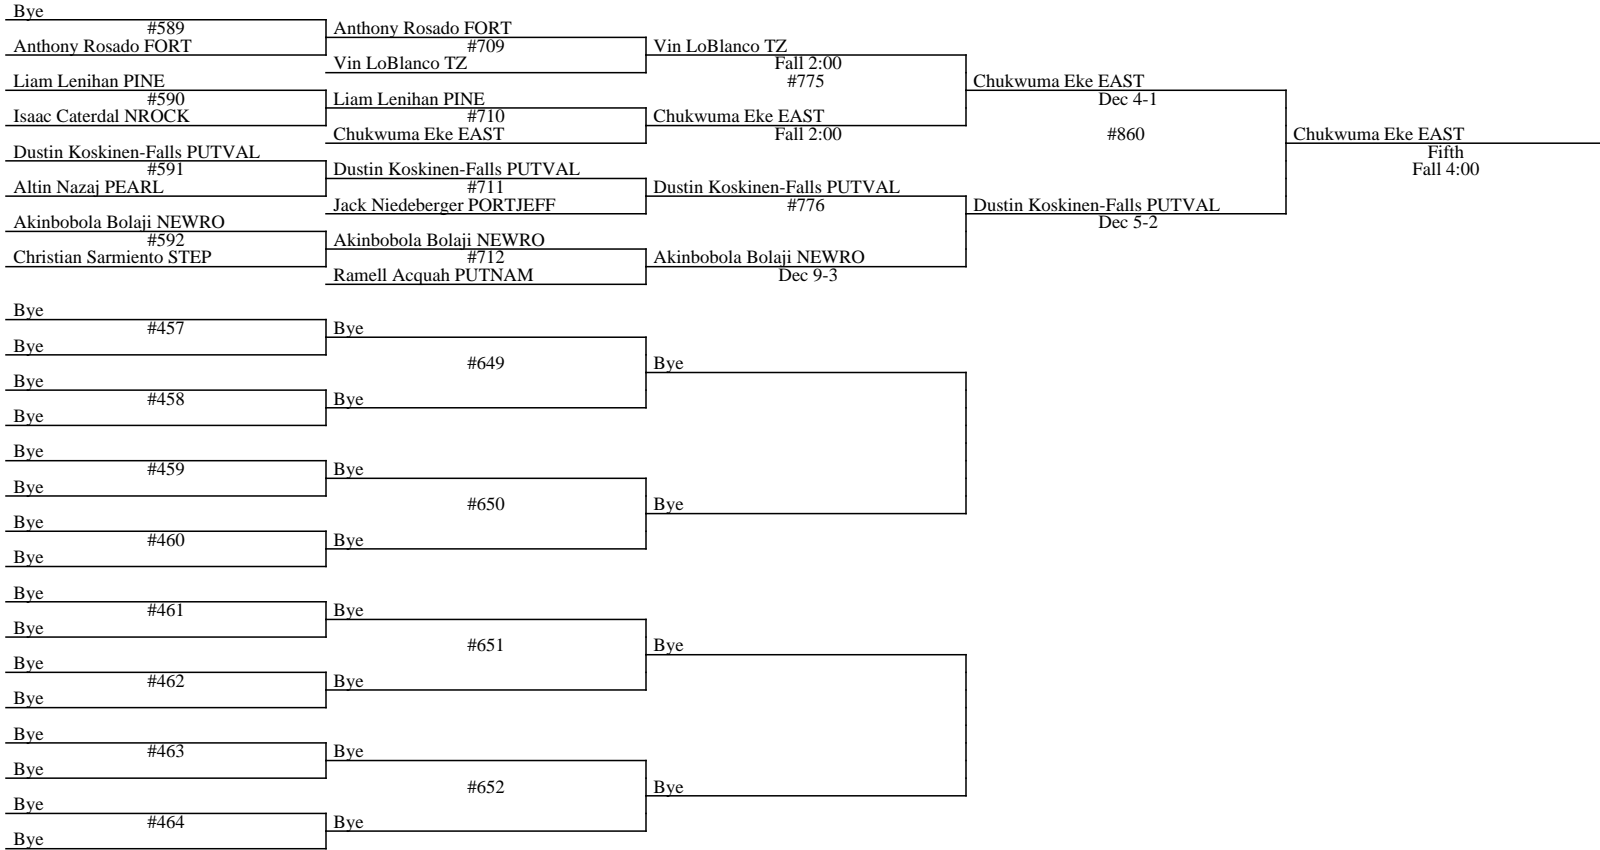 Bye
#589
Anthony Rosado FORT
Liam Lenihan PINE
#590
Isaac Caterdal NROCK
Dustin Koskinen-Falls PUTVAL
#591
Altin Nazaj PEARL
Akinbobola Bolaji NEWRO
#592
Christian Sarmiento STEP
Anthony Rosado FORT
#709
Vin LoBlanco TZ
Liam Lenihan PINE
#710
Chukwuma Eke EAST
Dustin Koskinen-Falls PUTVAL
#711
Jack Niedeberger PORTJEFF
Akinbobola Bolaji NEWRO
#712
Ramell Acquah PUTNAM
Vin LoBlanco TZ
Fall 2:00
#775
Chukwuma Eke EAST
Fall 2:00
Dustin Koskinen-Falls PUTVAL
#776
Akinbobola Bolaji NEWRO
Dec 9-3
Chukwuma Eke EAST
Dec 4-1
#860
Dustin Koskinen-Falls PUTVAL
Dec 5-2
Chukwuma Eke EAST
Fifth
Fall 4:00
Bye
#457
Bye
Bye
#458
Bye
Bye
#459
Bye
Bye
#460
Bye
Bye
#461
Bye
Bye
#462
Bye
Bye
#463
Bye
Bye
#464
Bye
Bye
#649
Bye
Bye
#650
Bye
Bye
#651
Bye
Bye
#652
Bye
Bye
Bye
Bye
Bye